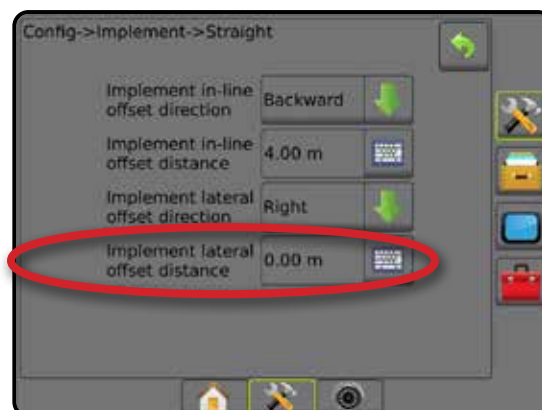 Config->Implement->Straight
Implement in-line
offset direction
Backward
Implement in-line
offset distance
4.00 m
Implement lateral
offset direction
Right
Implement lateral
offset distance
0.00 m